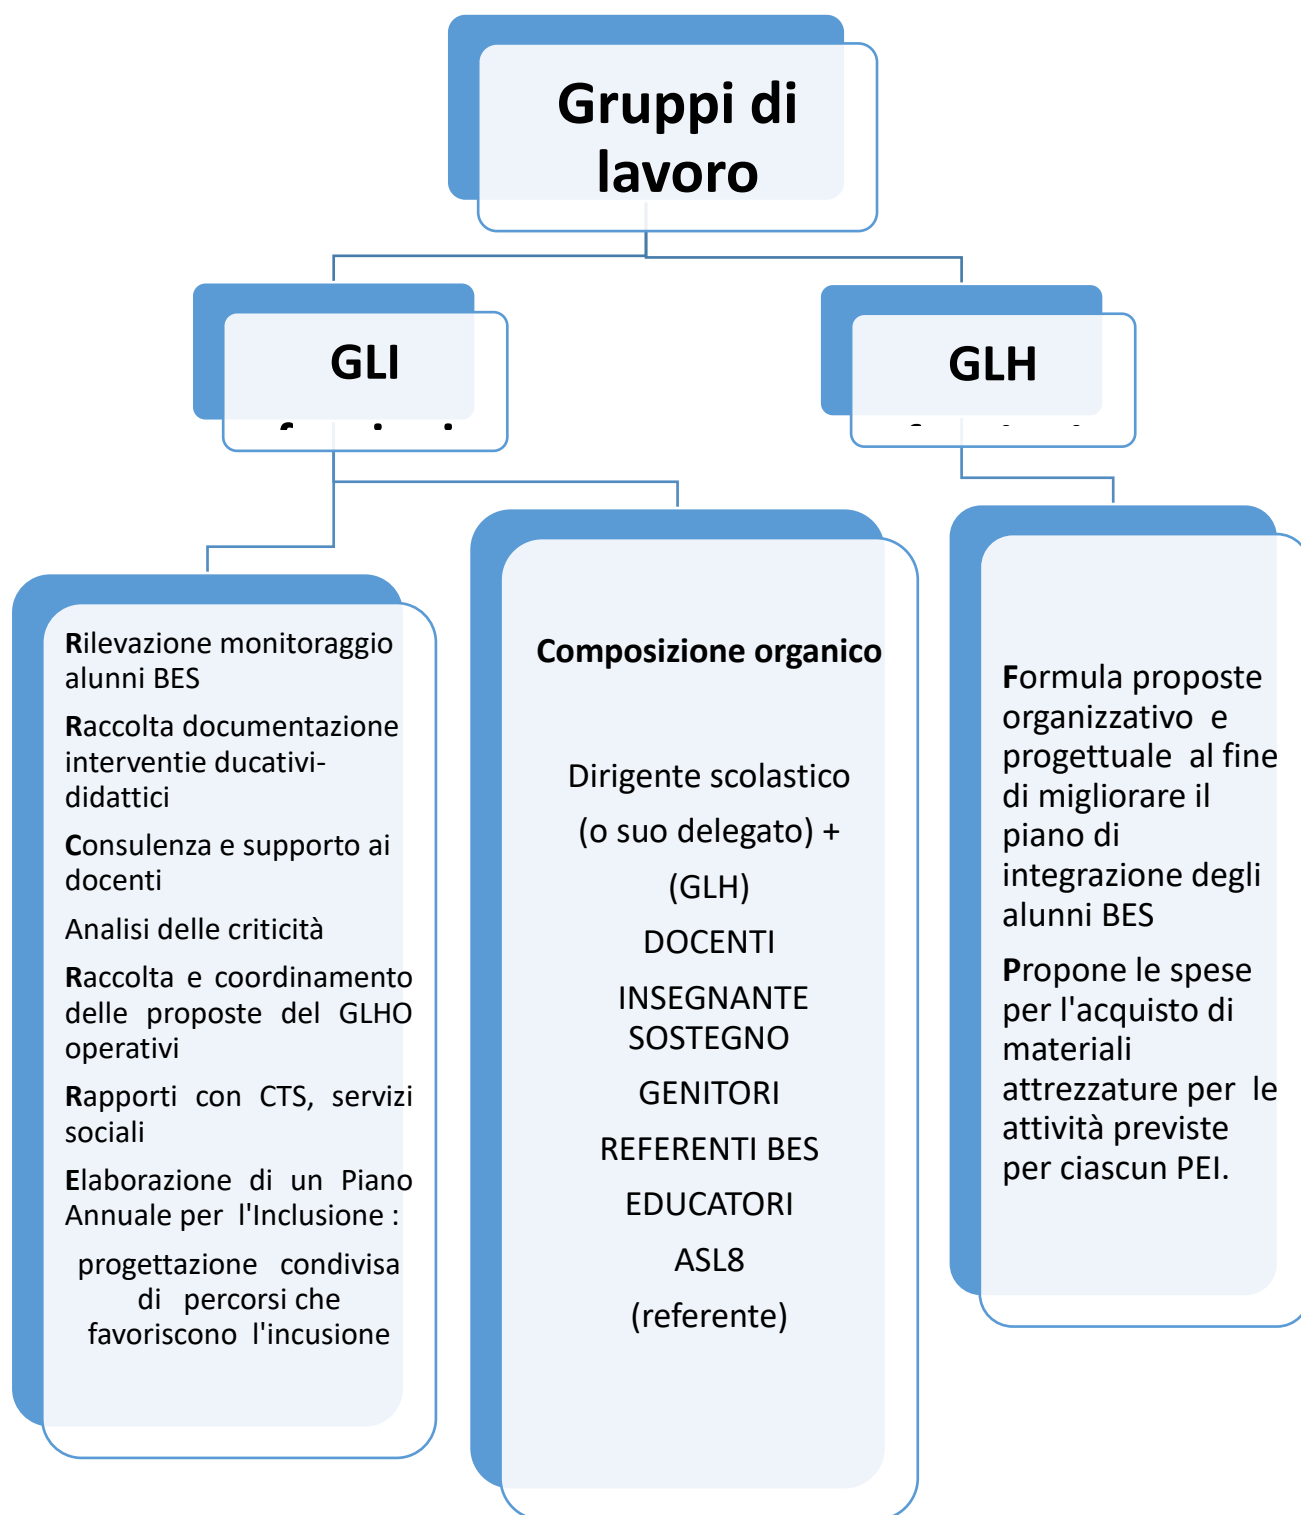 Gruppi di
lavoro
GLI
GLH
Rilevazione monitoraggio
alunni BES
Raccolta documentazione
interventie ducativi-
didattici
Consulenza e supporto ai
docenti
Analisi delle criticità
Raccolta e coordinamento
delle proposte del GLHO
operativi
Rapporti con CTS, servizi
sociali
Elaborazione di un Piano
Annuale per l'Inclusione :
progettazione condivisa
di percorsi che
favoriscono l'incusione
Composizione organico
Dirigente scolastico
(o suo delegato) +
(GLH)
DOCENTI
INSEGNANTE
SOSTEGNO
GENITORI
REFERENTI BES
EDUCATORI
ASL8
(referente)
Formula proposte
organizzativo e
progettuale al fine
di migliorare il
piano di
integrazione degli
alunni BES
Propone le spese
per l'acquisto di
materiali
attrezzature per le
attività previste
per ciascun PEI.